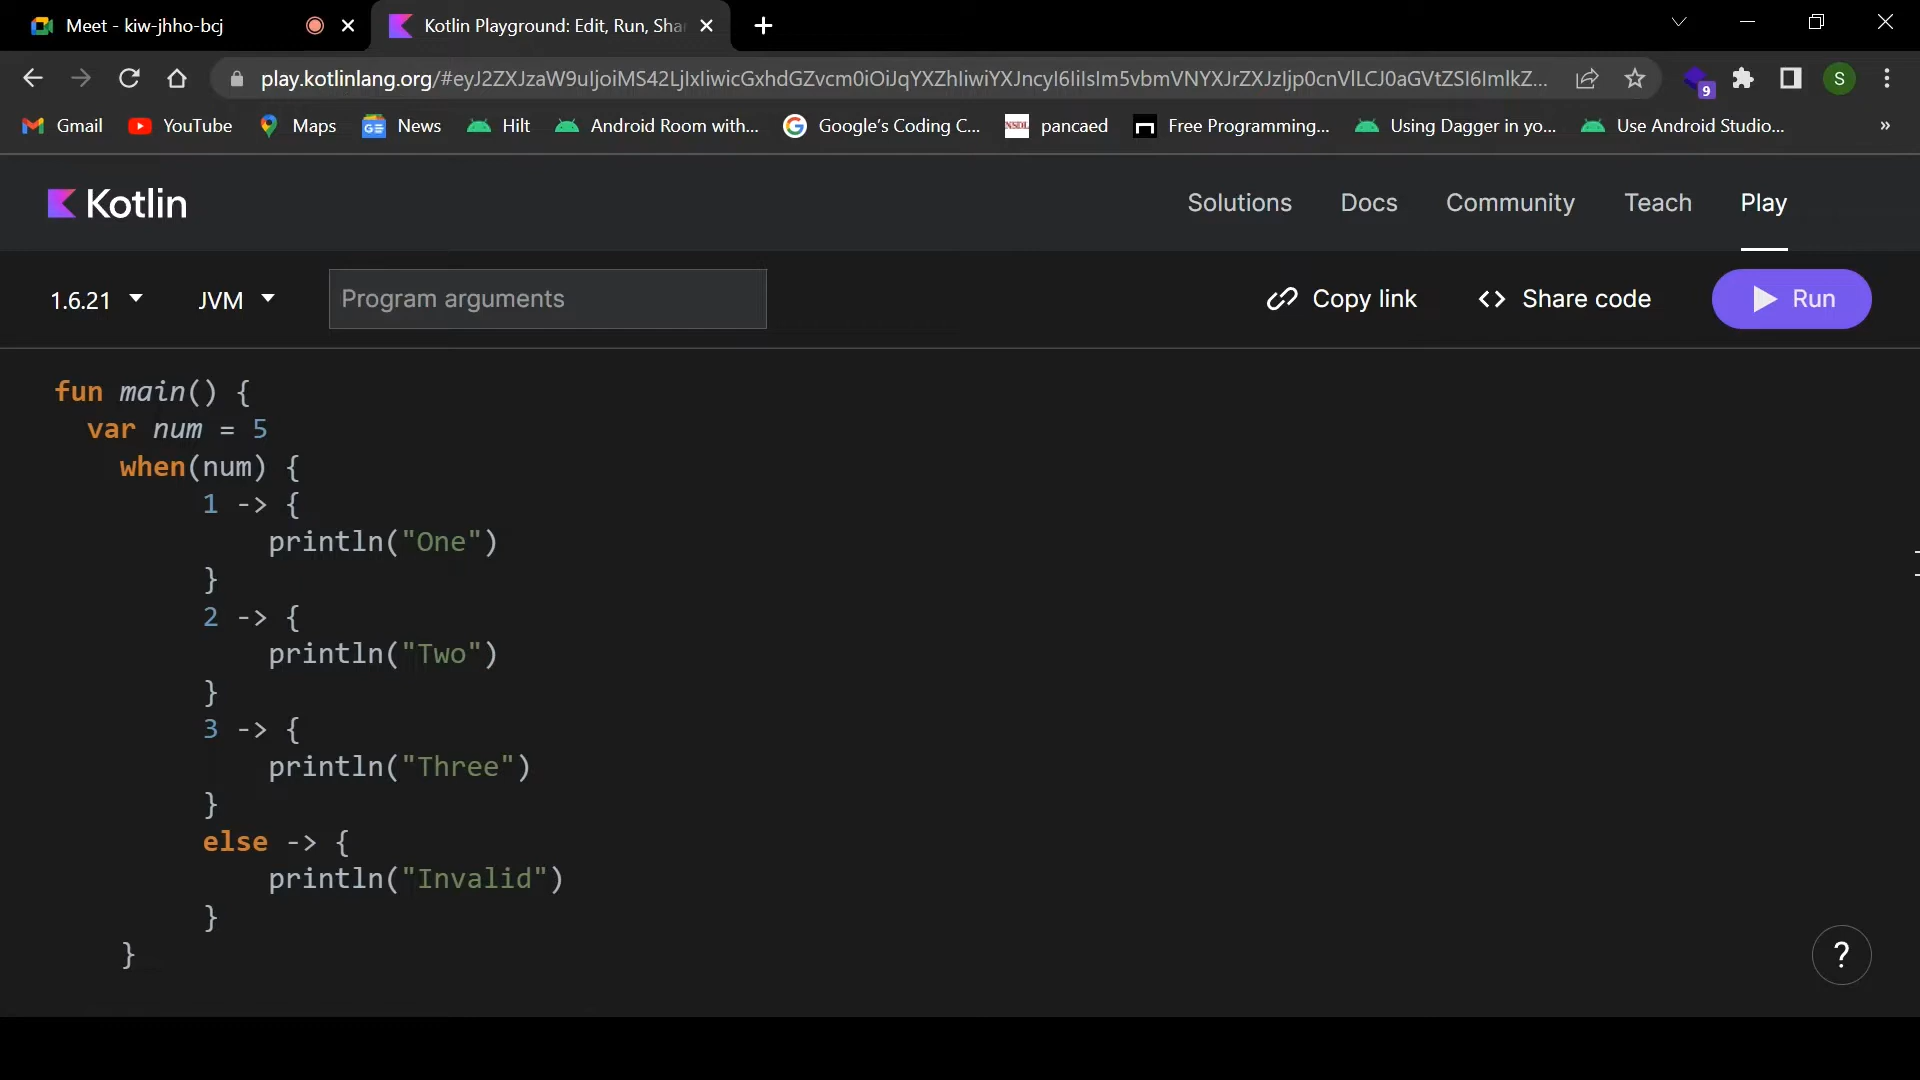 Meet - kiw-jhho-bcj
Kotlin Playground: Edit, Run, Sha
play.kotlinlang.org/#eyJ2ZXJzaW9uIjoiMS42LjIxIiwicGxhdGZvcm0iOiJqYXZhIiwiYXJncyI6IiIsIm5vbmVNYXJrZXJzIjp0cnVlLCJ0aGVtZSI6ImlkZ...
S
9
Gmail
YouTube
Maps
News
Hilt
Android Room with...
Google's Coding C...
NSDL
pancaed
Free Programming...
Using Dagger in yo...
Use Android Studio...
»
Kotlin
Solutions
Docs
Community
Teach
Play
1.6.21
JVM
Program arguments
Copy link
<> Share code
Run
fun main() {
var num = 5
when(num) {
1 -> {
println("One")
}
2 -> {
println("Two")
}
3 -> {
println("Three")
}
else -> {
println("Invalid")
}
}
?